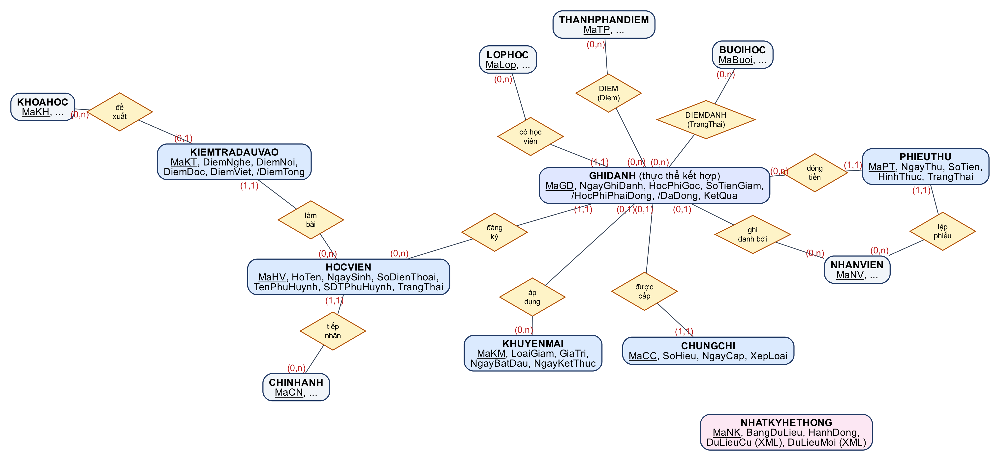 THANHPHANDIEM
MaTP, ...
(0,n)
LOPHOC
MaLop, ...
(0,n)
BUOIHOC
MaBuoi, ...
(0,n)
DIEM
(Diem)
KHOAHOC
MaKH, ...
(0,n)
đề
xuất
(0,1)
DIEMDANH
(TrangThai)
có học
viên
KIEMTRADAUVAO
MaKT, DiemNghe, DiemNoi,
DiemDoc, DiemViet, /DiemTong
(1,1)
(1,1)
(0,n)
(0,n)
GHIDANH (thực thể kết hợp)
MaGD, NgayGhiDanh, HocPhiGoc, SoTienGiam,
/HocPhiPhaiDong, /DaDong, KetQua
(0,n)
đóng
tiền
(1,1)
PHIEUTHU
MaPT, NgayThu, SoTien,
HinhThuc, TrangThai
(1,1)
(1,1)
(0,1)
(0,1)
(0,1)
làm
bài
đăng
ký
ghi
danh bởi
lập
phiếu
(0,n)
(0,n)
(0,n)
(0,n)
HOCVIEN
MaHV, HoTen, NgaySinh, SoDienThoai,
TenPhuHuynh, SDTPhuHuynh, TrangThai
(1,1)
NHANVIEN
MaNV, ...
áp
dụng
được
cấp
tiếp
nhận
(0,n)
(1,1)
KHUYENMAI
MaKM, LoaiGiam, GiaTri,
NgayBatDau, NgayKetThuc
CHUNGCHI
MaCC, SoHieu, NgayCap, XepLoai
(0,n)
CHINHANH
MaCN, ...
NHATKYHETHONG
MaNK, BangDuLieu, HanhDong,
DuLieuCu (XML), DuLieuMoi (XML)